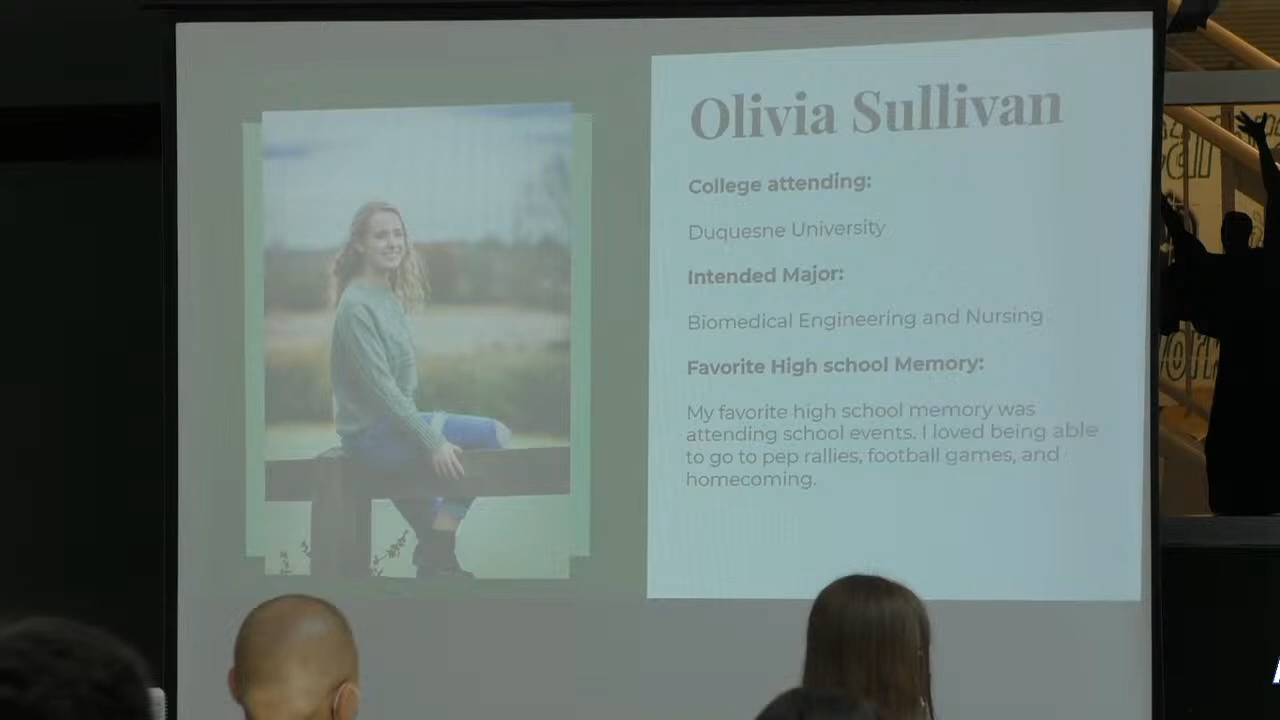 Olivia Sullivan
College attending:
Duquesne University
Intended Major:
Biomedical Engineering and Nursing
Favorite High school Memory:
My favorite high school memory was
attending school events. I loved being able
to go to pep rallies, football games, and
homecoming.